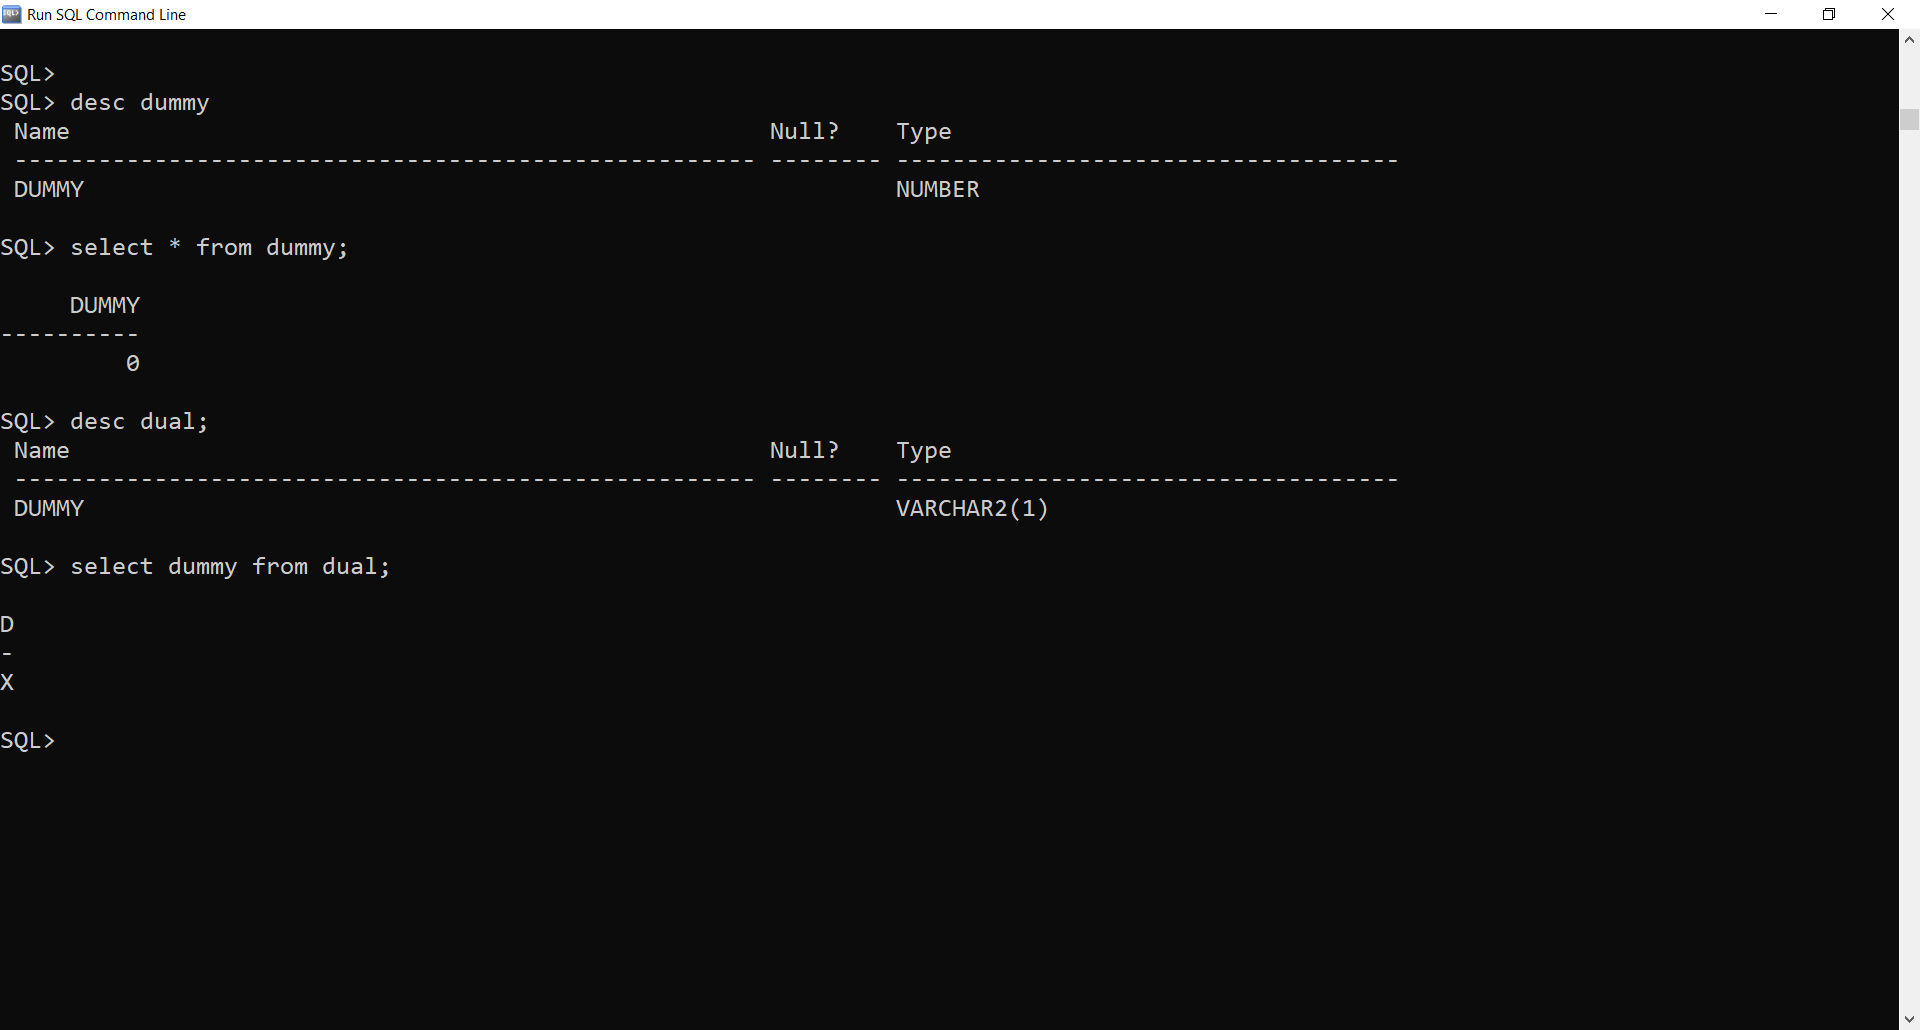 Run SQL Command Line
SQL>
SQL> desc dummy
 Name                                                  Null?    Type
 ----------------------------------------------------- -------- ------------------------------------
 DUMMY                                                          NUMBER
SQL> select * from dummy;
     DUMMY
----------
         0
SQL> desc dual;
 Name                                                  Null?    Type
 ----------------------------------------------------- -------- ------------------------------------
 DUMMY                                                          VARCHAR2(1)
SQL> select dummy from dual;
D
-
X
SQL>